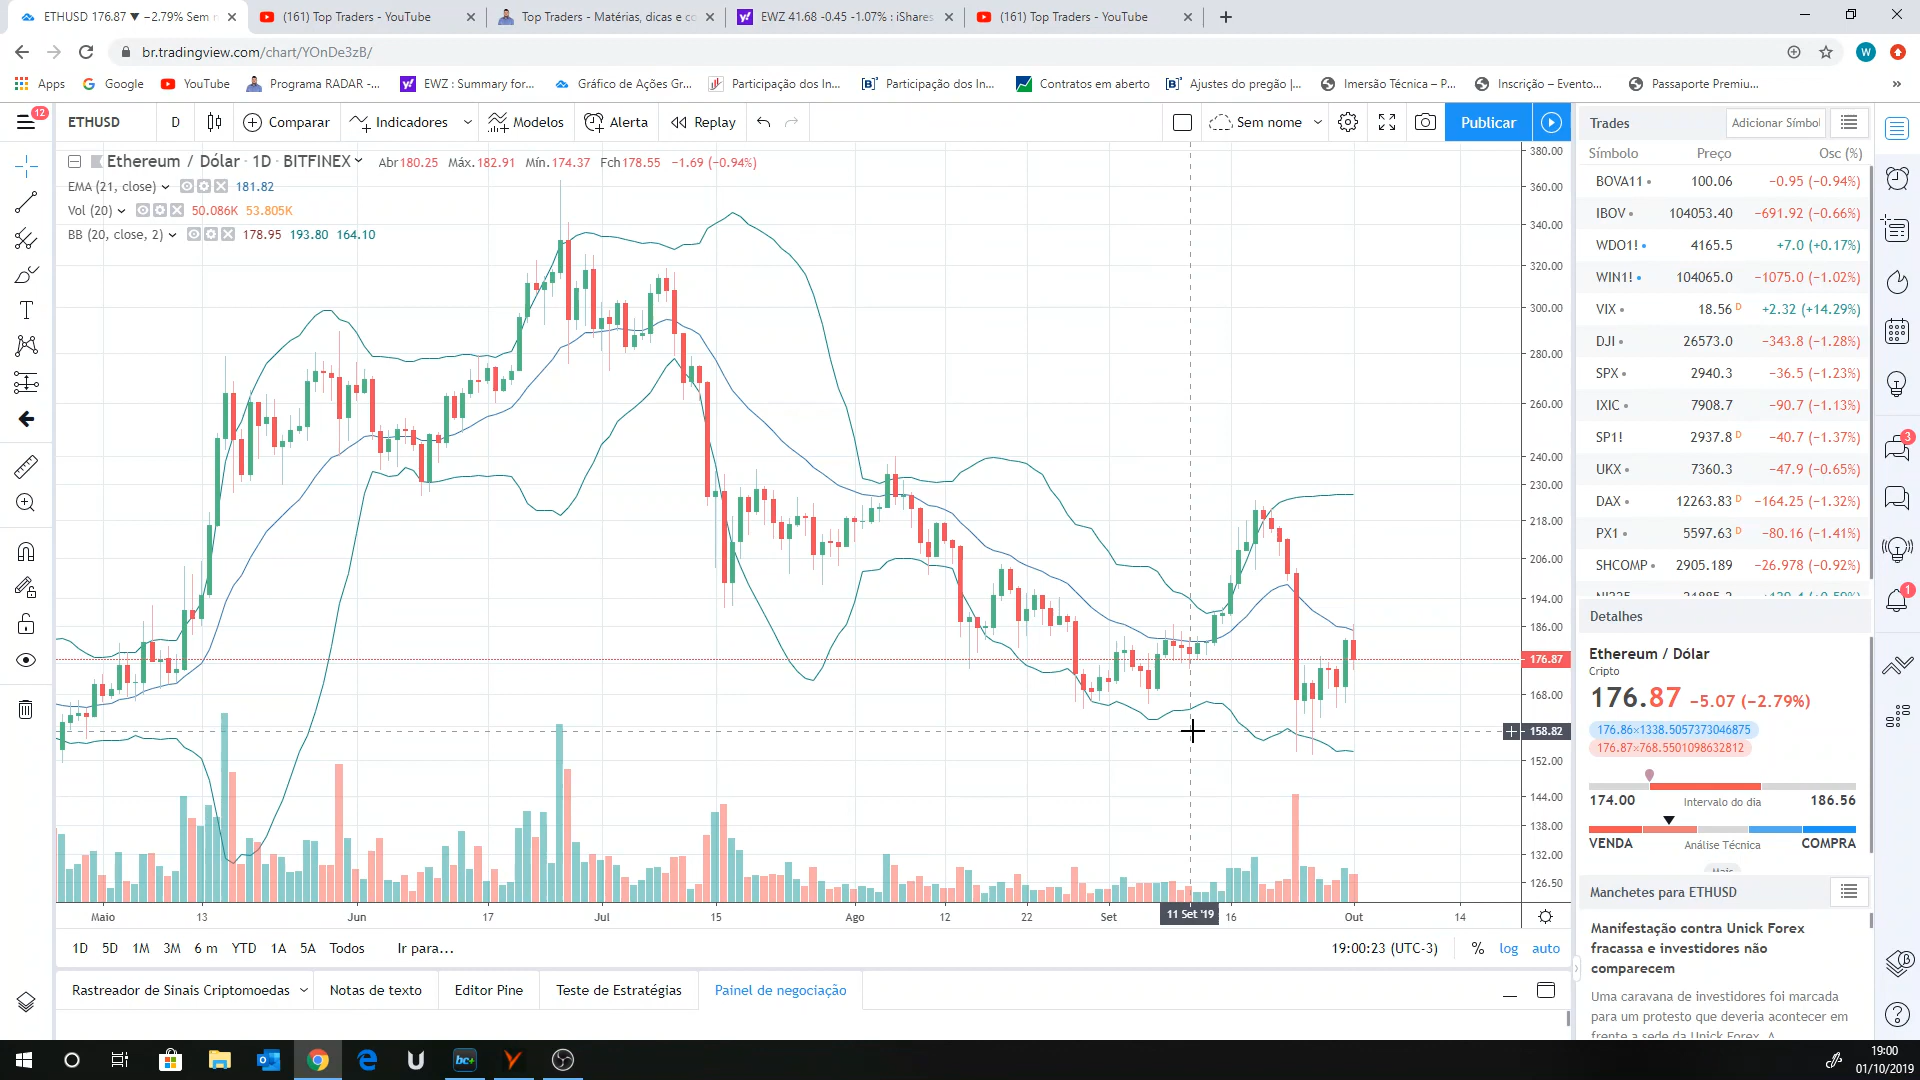 ETHUSD 176.87 ▼ −2.79% Sem n
(161) Top Traders - YouTube
Top Traders - Matérias, dicas e co
EWZ 41.68 -0.45 -1.07% : iShares
(161) Top Traders - YouTube
br.tradingview.com/chart/YOnDe3zB/
W
Apps
Google
YouTube
Programa RADAR -...
EWZ : Summary for...
Gráfico de Ações Gr...
Participação dos In...
Participação dos In...
Contratos em aberto
Ajustes do pregão |...
Imersão Técnica – P...
Inscrição – Evento...
Passaporte Premiu...
»
12
ETHUSD
D
Comparar
Indicadores
Modelos
Alerta
Replay
Sem nome
Publicar
Ethereum / Dólar · 1D · BITFINEX
Abr180.25 Máx.182.91 Mín.174.37 Fch178.55 −1.69 (−0.94%)
EMA (21, close) 181.82
Vol (20) 50.086K 53.805K
BB (20, close, 2) 178.95 193.80 164.10
380.00
360.00
340.00
320.00
300.00
280.00
260.00
240.00
230.00
218.00
206.00
194.00
186.00
176.87
168.00
158.82
152.00
144.00
138.00
132.00
126.50
Maio
13
Jun
17
Jul
15
Ago
12
22
Set
11 Set '19
16
Out
14
1D 5D 1M 3M 6 m YTD 1A 5A Todos Ir para...
19:00:23 (UTC-3) % log auto
Rastreador de Sinais Criptomoedas
Notas de texto
Editor Pine
Teste de Estratégias
Painel de negociação
Trades
Adicionar Símbol
Símbolo Preço Osc (%)
BOVA11 100.06 −0.95 (−0.94%)
IBOV 104053.40 −691.92 (−0.66%)
WDO1! 4165.5 +7.0 (+0.17%)
WIN1! 104065.0 −1075.0 (−1.02%)
VIX 18.56 D +2.32 (+14.29%)
DJI 26573.0 −343.8 (−1.28%)
SPX 2940.3 −36.5 (−1.23%)
IXIC 7908.7 −90.7 (−1.13%)
SP1! 2937.8 D −40.7 (−1.37%)
UKX 7360.3 −47.9 (−0.65%)
DAX 12263.83 D −164.25 (−1.32%)
PX1 5597.63 D −80.16 (−1.41%)
SHCOMP 2905.189 −26.978 (−0.92%)
Detalhes
Ethereum / Dólar
Cripto
176.87 −5.07 (−2.79%)
176.86×1338.5057373046875
176.87×768.5501098632812
174.00 Intervalo do dia 186.56
VENDA Análise Técnica COMPRA
Manchetes para ETHUSD
Manifestação contra Unick Forex
fracassa e investidores não
comparecem
Uma caravana de investidores foi marcada
para um protesto que deveria acontecer em
frente a sede da Unick Forex. A
3
1
bc+
19:00
01/10/2019